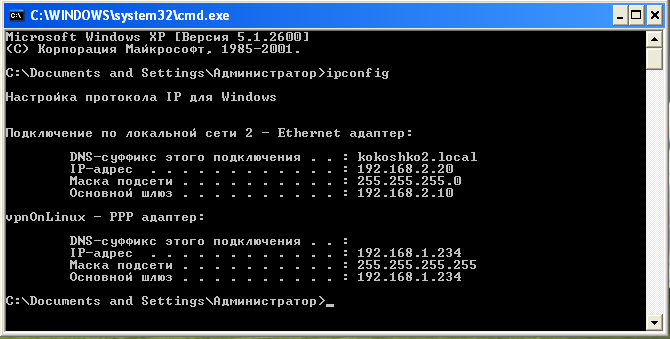 C:\WINDOWS\system32\cmd.exe
Microsoft Windows XP [Версия 5.1.2600]
(С) Корпорация Майкрософт, 1985-2001.
C:\Documents and Settings\Администратор>ipconfig
Настройка протокола IP для Windows
Подключение по локальной сети 2 - Ethernet адаптер:
DNS-суффикс этого подключения . . : kokoshko2.local
IP-адрес . . . . . . . . . . . . : 192.168.2.20
Маска подсети . . . . . . . . . . : 255.255.255.0
Основной шлюз . . . . . . . . . . : 192.168.2.10
vpnOnLinux - PPP адаптер:
DNS-суффикс этого подключения . . :
IP-адрес . . . . . . . . . . . . : 192.168.1.234
Маска подсети . . . . . . . . . . : 255.255.255.255
Основной шлюз . . . . . . . . . . : 192.168.1.234
C:\Documents and Settings\Администратор>_